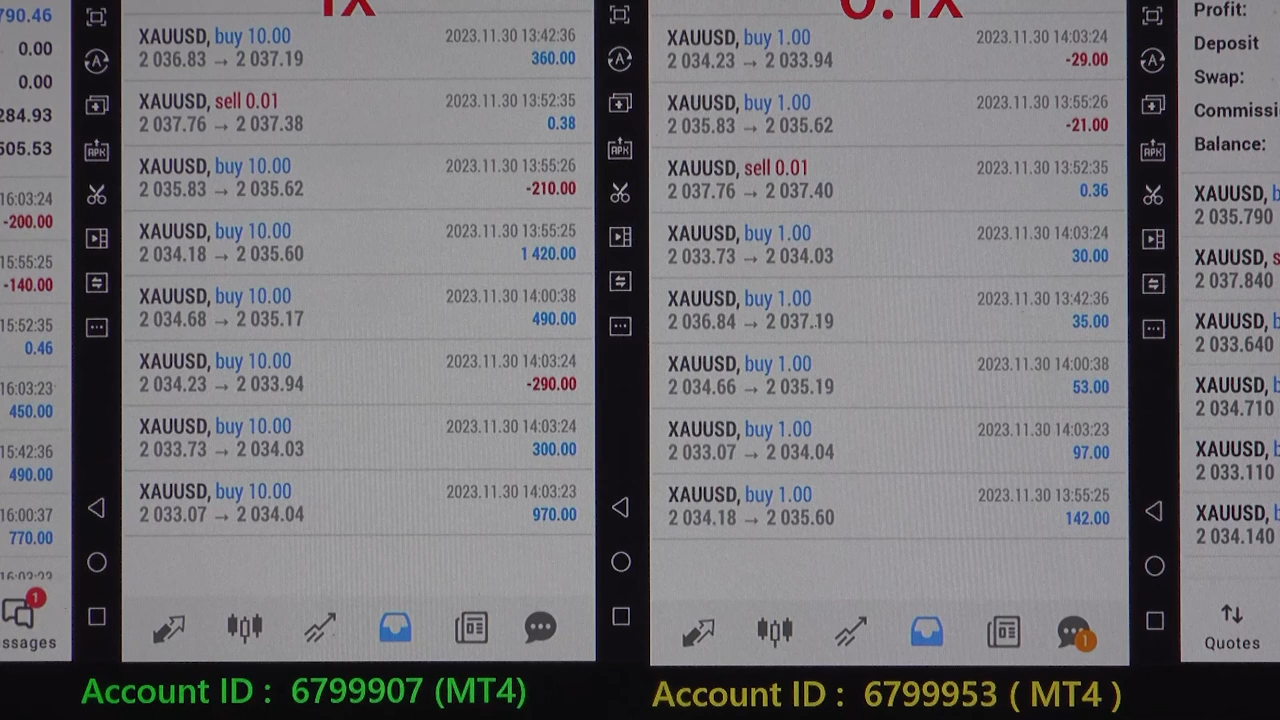 790.46
0.00
0.00
284.93
505.53
16:03:24
-200.00
15:55:25
-140.00
15:52:35
0.46
16:03:23
450.00
15:42:36
490.00
16:00:37
770.00
1
ssages
1X
XAUUSD, buy 10.00 2023.11.30 13:42:36
2 036.83 → 2 037.19 360.00
XAUUSD, sell 0.01 2023.11.30 13:52:35
2 037.76 → 2 037.38 0.38
XAUUSD, buy 10.00 2023.11.30 13:55:26
2 035.83 → 2 035.62 -210.00
XAUUSD, buy 10.00 2023.11.30 13:55:25
2 034.18 → 2 035.60 1 420.00
XAUUSD, buy 10.00 2023.11.30 14:00:38
2 034.68 → 2 035.17 490.00
XAUUSD, buy 10.00 2023.11.30 14:03:24
2 034.23 → 2 033.94 -290.00
XAUUSD, buy 10.00 2023.11.30 14:03:24
2 033.73 → 2 034.03 300.00
XAUUSD, buy 10.00 2023.11.30 14:03:23
2 033.07 → 2 034.04 970.00
Account ID : 6799907 (MT4)
0.1X
XAUUSD, buy 1.00 2023.11.30 14:03:24
2 034.23 → 2 033.94 -29.00
XAUUSD, buy 1.00 2023.11.30 13:55:26
2 035.83 → 2 035.62 -21.00
XAUUSD, sell 0.01 2023.11.30 13:52:35
2 037.76 → 2 037.40 0.36
XAUUSD, buy 1.00 2023.11.30 14:03:24
2 033.73 → 2 034.03 30.00
XAUUSD, buy 1.00 2023.11.30 13:42:36
2 036.84 → 2 037.19 35.00
XAUUSD, buy 1.00 2023.11.30 14:00:38
2 034.66 → 2 035.19 53.00
XAUUSD, buy 1.00 2023.11.30 14:03:23
2 033.07 → 2 034.04 97.00
XAUUSD, buy 1.00 2023.11.30 13:55:25
2 034.18 → 2 035.60 142.00
1
Account ID : 6799953 ( MT4 )
Profit:
Deposit
Swap:
Commissi
Balance:
XAUUSD, b
2 035.790
XAUUSD, s
2 037.840
XAUUSD, b
2 033.640
XAUUSD, b
2 034.710
XAUUSD, b
2 033.110
XAUUSD, b
2 034.140
Quotes